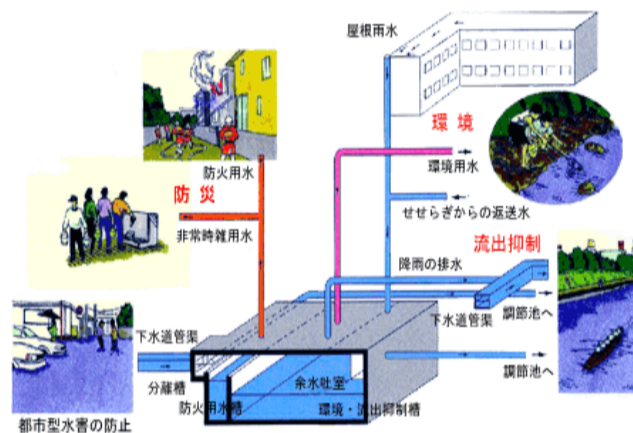 屋根雨水
環境
環境用水
防火用水
防災
せせらぎからの返送水
非常時雑用水
流出抑制
降雨の排水
下水道管渠
調節池へ
下水道管渠
調節池へ
分離槽
余水吐室
防火用水槽
環境・流出抑制槽
都市型水害の防止